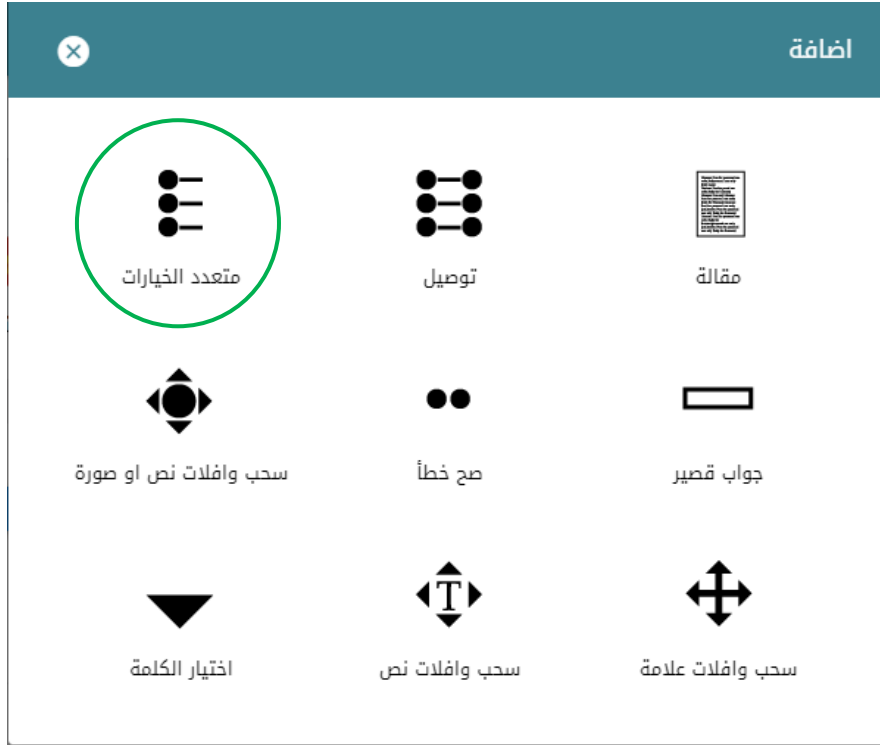 اضافة
مقالة
توصيل
متعدد الخيارات
جواب قصير
صح خطأ
سحب وافلات نص او صورة
T
سحب وافلات علامة
سحب وافلات نص
اختيار الكلمة